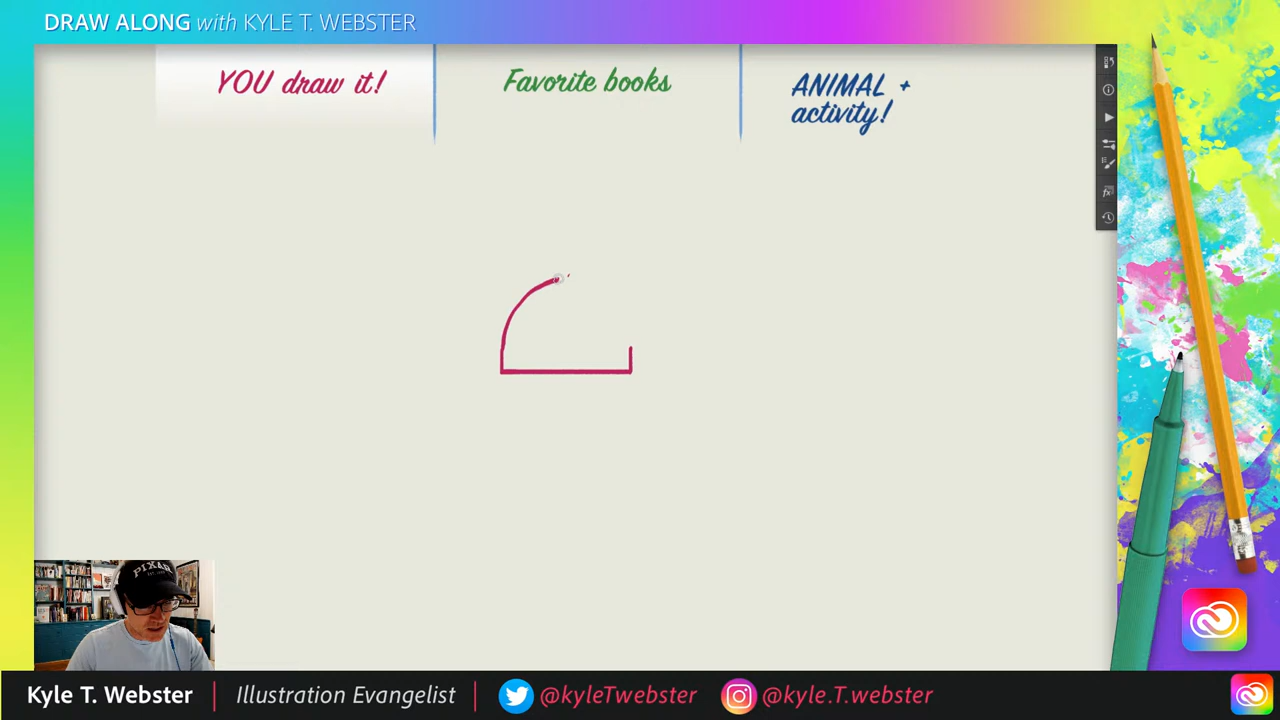 DRAW ALONG with KYLE T. WEBSTER
YOU draw it!
Favorite books
ANIMAL +
activity!
PIXAR
Kyle T. Webster | Illustration Evangelist | @kyleTwebster @kyle.T.webster